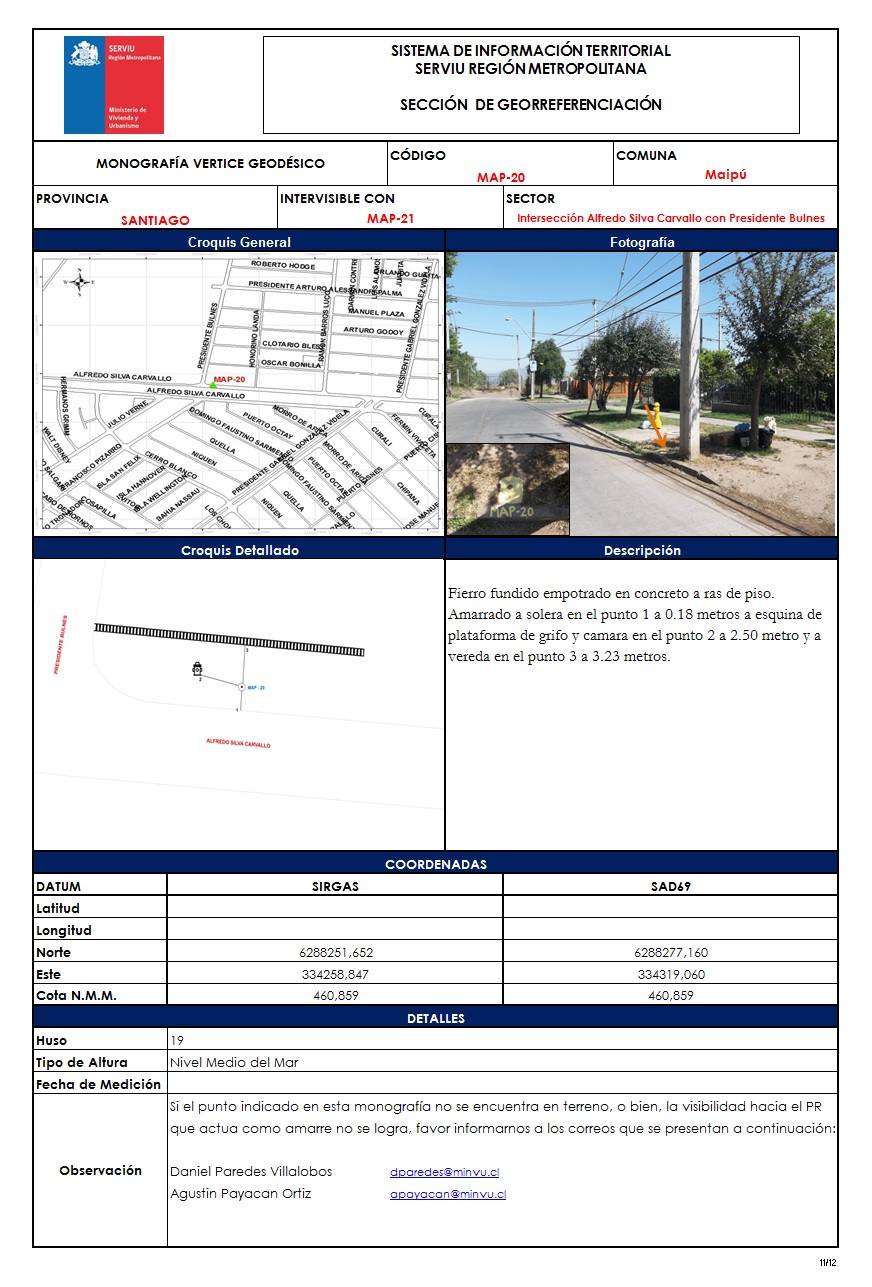 SERVIU
Región Metropolitana
Ministerio de
Vivienda y
Urbanismo
SISTEMA DE INFORMACIÓN TERRITORIAL
SERVIU REGIÓN METROPOLITANA
SECCIÓN DE GEORREFERENCIACIÓN
MONOGRAFÍA VERTICE GEODÉSICO
CÓDIGO
MAP-20
COMUNA
Maipú
PROVINCIA
SANTIAGO
INTERVISIBLE CON
MAP-21
SECTOR
Intersección Alfredo Silva Carvallo con Presidente Bulnes
Croquis General
Fotografía
N
W
E
S
ROBERTO HODGE
PRESIDENTE ARTURO ALESSANDRI PALMA
MANUEL PLAZA
ARTURO GODOY
CLOTARIO BLEST
OSCAR BONILLA
PRESIDENTE BULNES
HONORINO LANDA
RAMON BARROS LUCO
PRESIDENTE GABRIEL GONZALEZ VIDELA
ALFREDO SILVA CARVALLO
MAP-20
ALFREDO SILVA CARVALLO
HERMANOS GRIMM
JULIO VERNE
WALT DISNEY
FRANCISCO PIZARRO
ISLA SAN FELIX
CERRO BLANCO
ISLA HANNOVER
ISLA WELLINGTON
BAHIA NASSAU
COSAPILLA
DOMINGO FAUSTINO SARMIENTO
PUERTO OCTAY
MORRO DE ARICA
QUELLA
NIQUEN
PRESIDENTE GABRIEL GONZALEZ VIDELA
CURALI
CHIPANA
MORRO DE ARICA
PUERTO OCTAY
QUELLA
NIQUEN
MAP-20
Croquis Detallado
Descripción
PRESIDENTE BULNES
3
2
MAP - 20
1
ALFREDO SILVA CARVALLO
Fierro fundido empotrado en concreto a ras de piso.
Amarrado a solera en el punto 1 a 0.18 metros a esquina de
plataforma de grifo y camara en el punto 2 a 2.50 metro y a
vereda en el punto 3 a 3.23 metros.
COORDENADAS
DATUM SIRGAS SAD69
Latitud
Longitud
Norte 6288251,652 6288277,160
Este 334258,847 334319,060
Cota N.M.M. 460,859 460,859
DETALLES
Huso 19
Tipo de Altura Nivel Medio del Mar
Fecha de Medición
Observación
Si el punto indicado en esta monografía no se encuentra en terreno, o bien, la visibilidad hacia el PR
que actua como amarre no se logra, favor informarnos a los correos que se presentan a continuación:
Daniel Paredes Villalobos dparedes@minvu.cl
Agustin Payacan Ortiz apayacan@minvu.cl
11/12